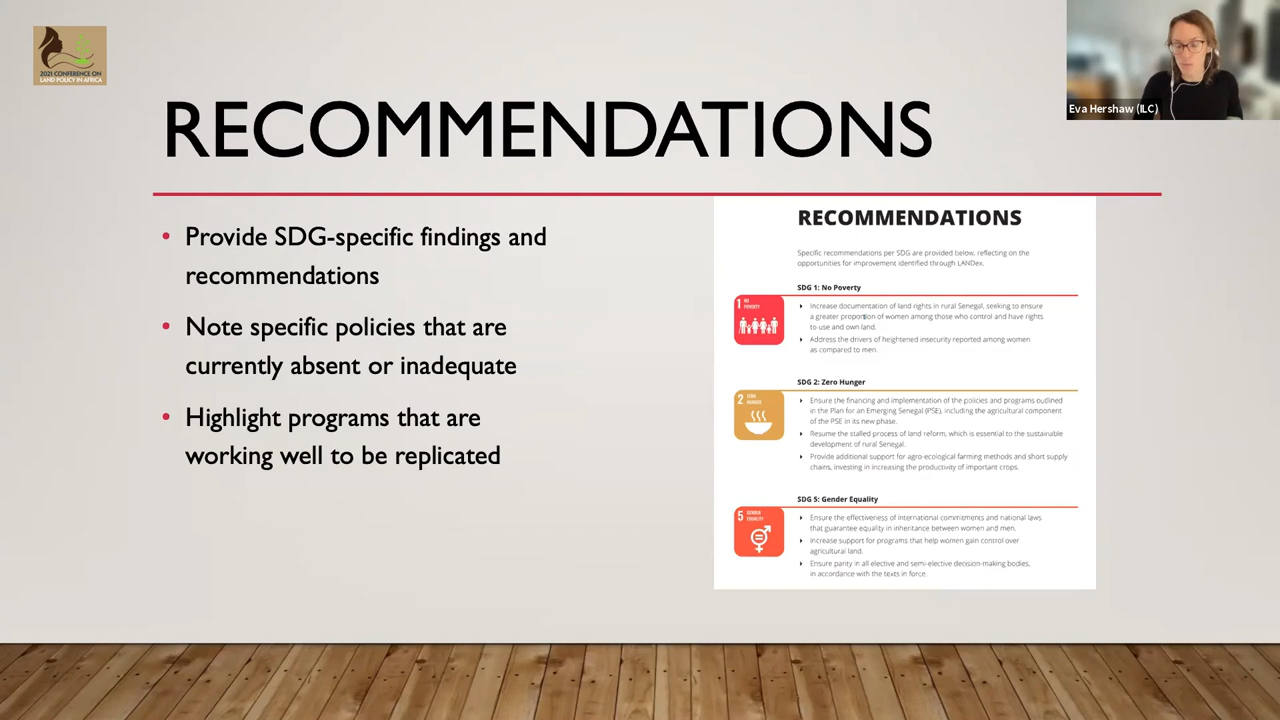 2021 CONFERENCE ON
LAND POLICY IN AFRICA
Eva Hershaw (ILC)
RECOMMENDATIONS
• Provide SDG-specific findings and
recommendations
• Note specific policies that are
currently absent or inadequate
• Highlight programs that are
working well to be replicated
RECOMMENDATIONS
Specific recommendations per SDG are provided below, reflecting on the
opportunities for improvement identified through LANDex.
SDG 1: No Poverty
1 NO
POVERTY
Increase documentation of land rights in rural Senegal, seeking to ensure
a greater proportion of women among those who control and have rights
to use and own land.
Address the drivers of heightened insecurity reported among women
as compared to men.
SDG 2: Zero Hunger
2 ZERO
HUNGER
Ensure the financing and implementation of the policies and programs outlined
in the Plan for an Emerging Senegal (PSE), including the agricultural component
of the PSE in its new phase.
Resume the stalled process of land reform, which is essential to the sustainable
development of rural Senegal.
Provide additional support for agro-ecological farming methods and short supply
chains, investing in increasing the productivity of important crops.
SDG 5: Gender Equality
5 GENDER
EQUALITY
Ensure the effectiveness of international commitments and national laws
that guarantee equality in inheritance between women and men.
Increase support for programs that help women gain control over
agricultural land.
Ensure parity in all elective and semi-elective decision-making bodies,
in accordance with the texts in force.